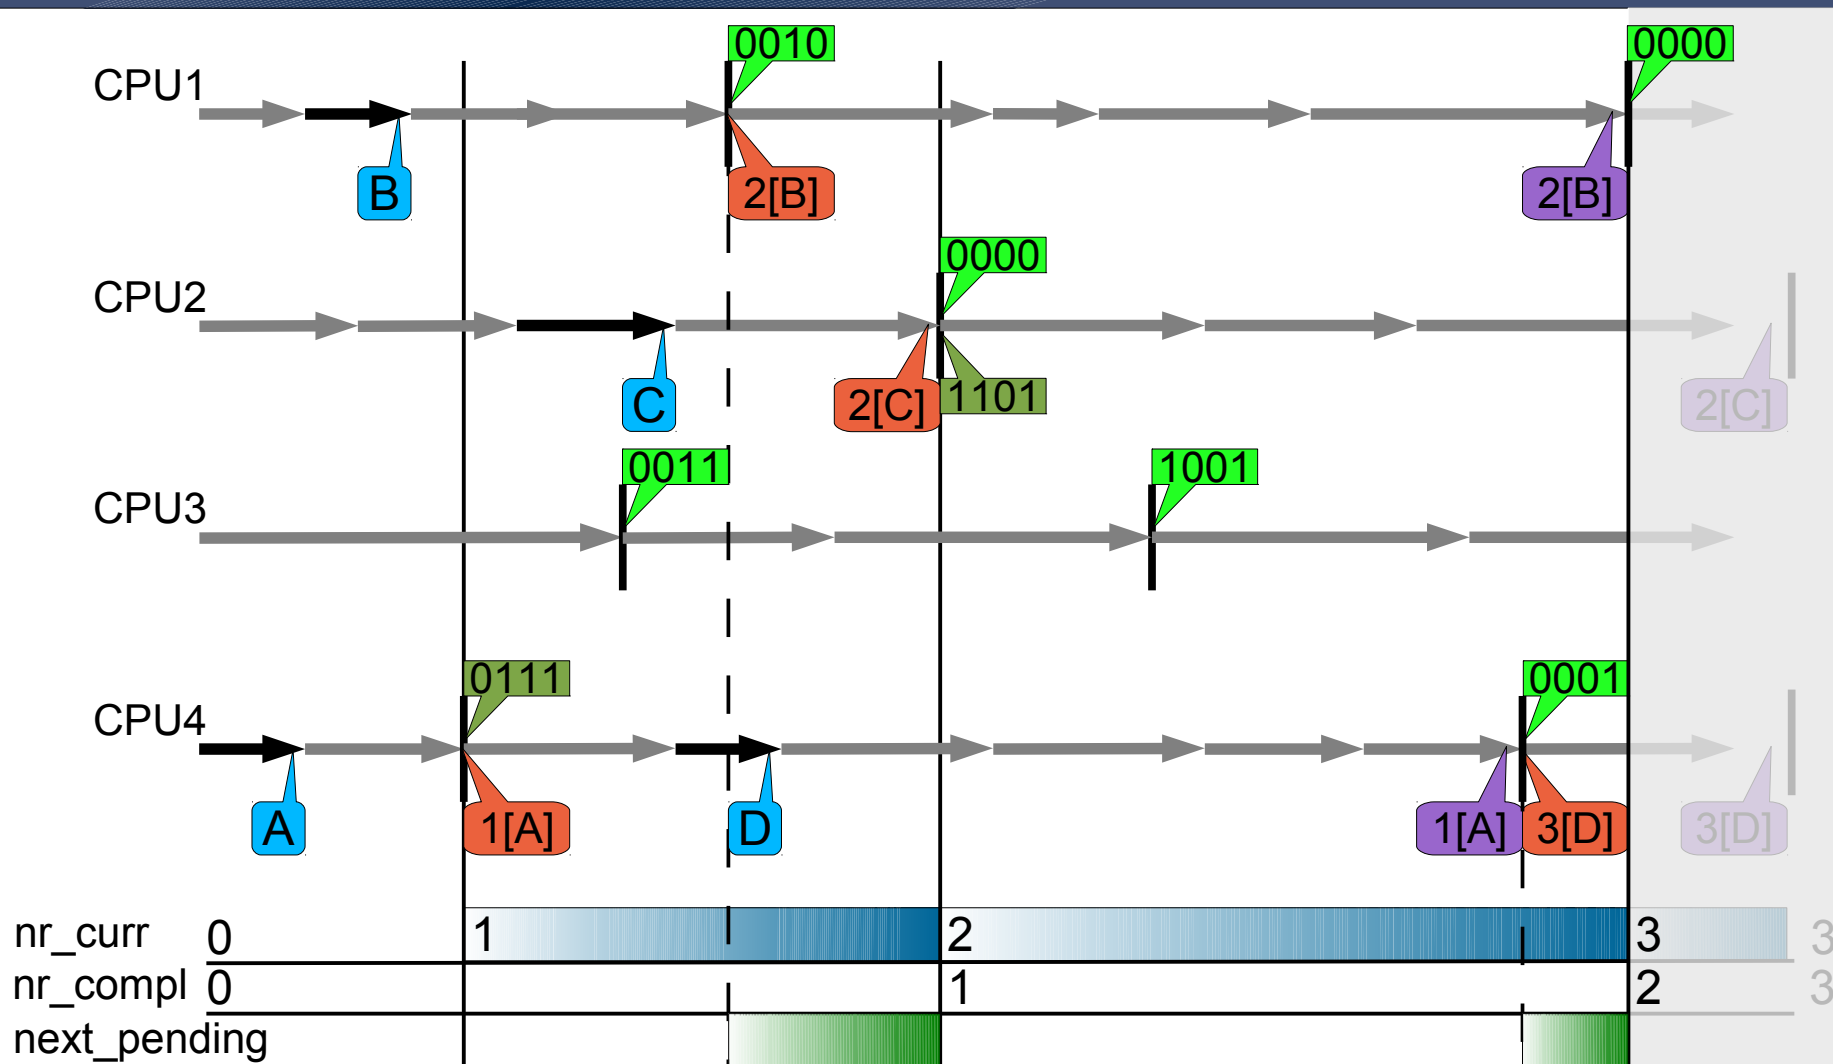 0010
0000
CPU1
B
2[B]
2[B]
0000
CPU2
C
2[C]
1101
2[C]
0011
1001
CPU3
0111
0001
CPU4
A
1[A]
D
1[A]
3[D]
3[D]
nr_curr 0 1 2 3 3
nr_compl 0 1 2 3
next_pending